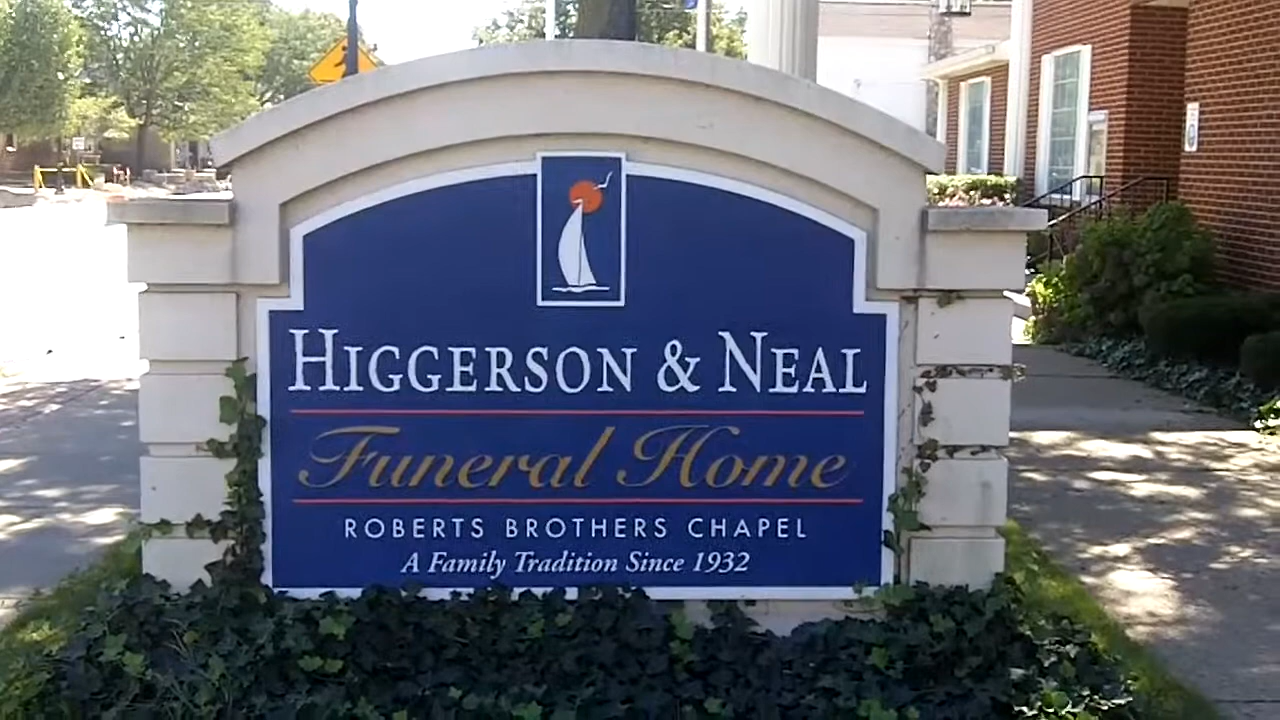 HIGGERSON & NEAL
Funeral Home
ROBERTS BROTHERS CHAPEL
A Family Tradition Since 1932